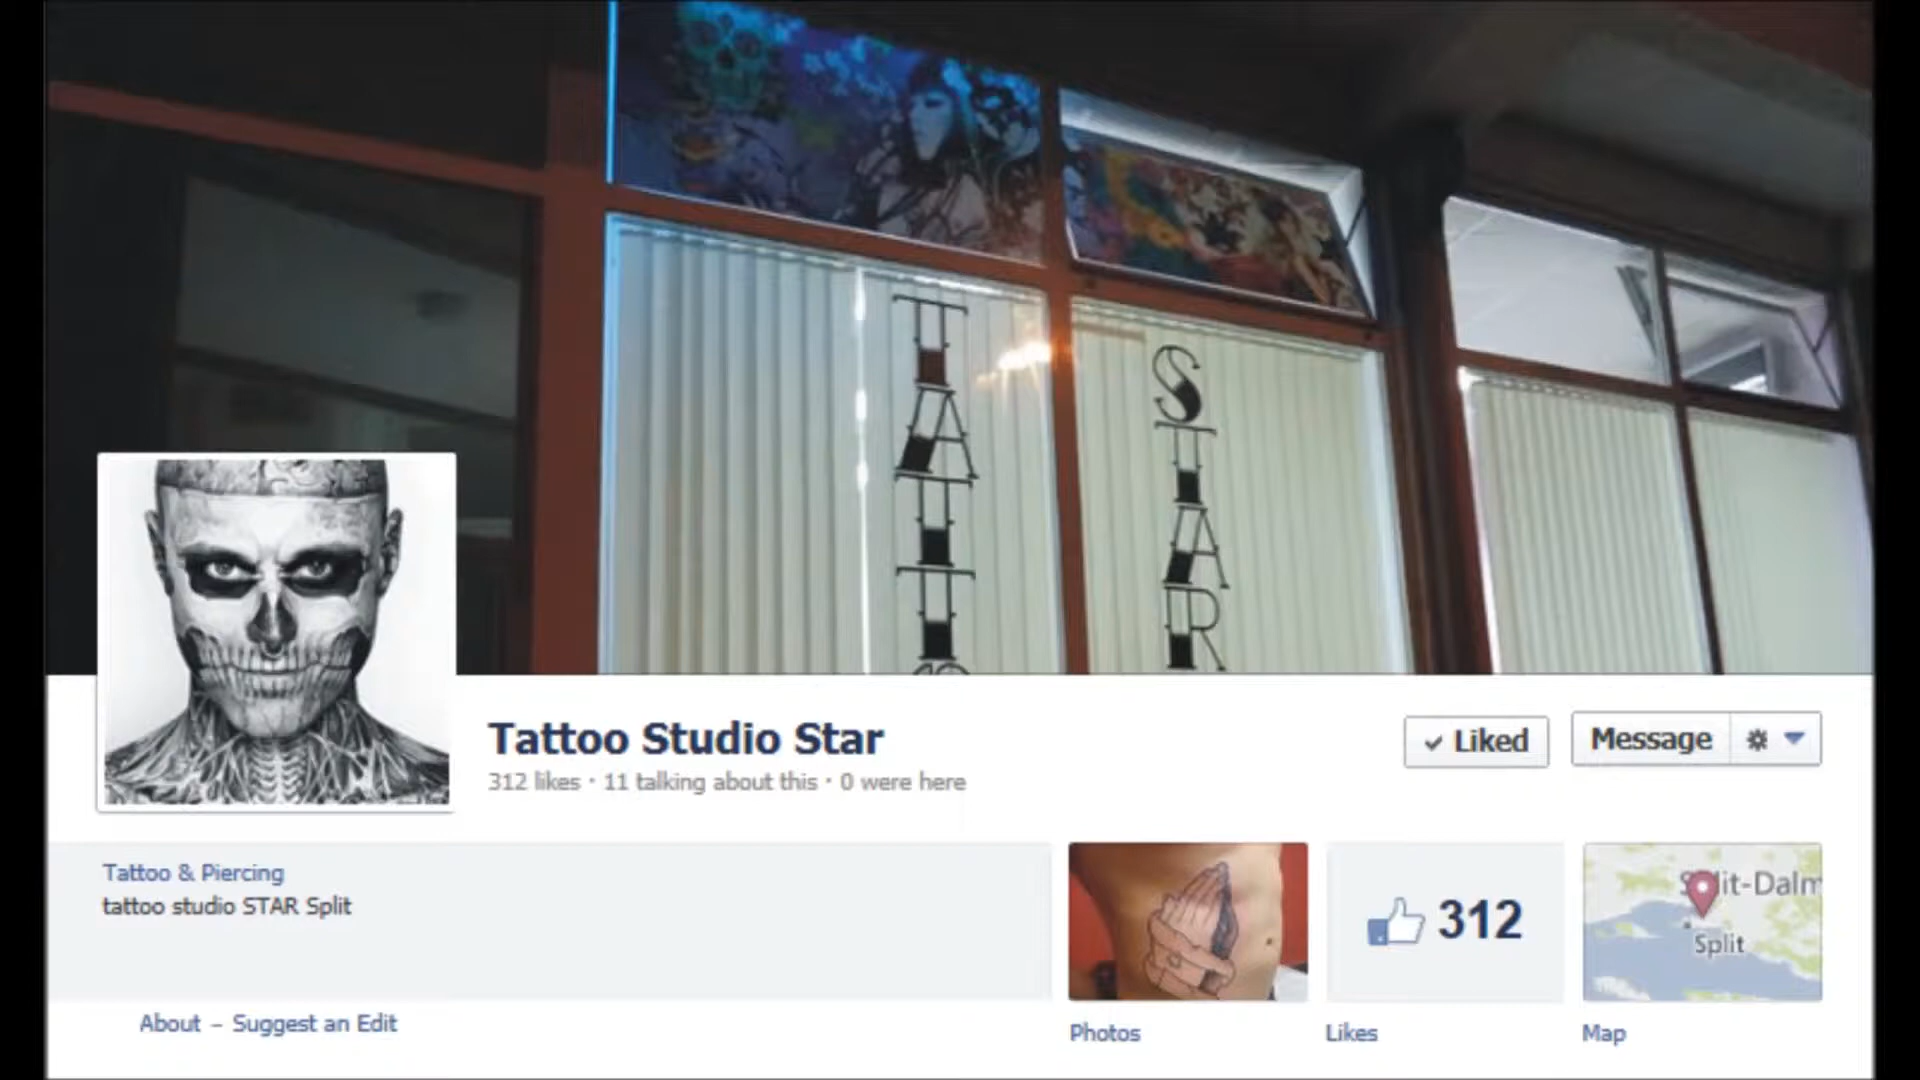 TATTO
STAR
Tattoo Studio Star
312 likes · 11 talking about this · 0 were here
Liked
Message
Tattoo & Piercing
tattoo studio STAR Split
About – Suggest an Edit
312
Split
Photos
Likes
Map